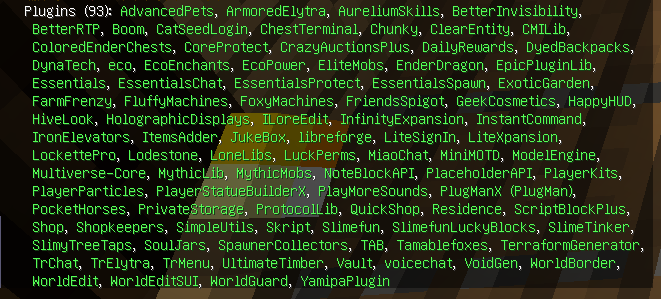 Plugins (93): AdvancedPets, ArmoredElytra, AureliumSkills, BetterInvisibility,
BetterRTP, Boom, CatSeedLogin, ChestTerminal, Chunky, ClearEntity, CMILib,
ColoredEnderChests, CoreProtect, CrazyAuctionsPlus, DailyRewards, DyedBackpacks,
DynaTech, eco, EcoEnchants, EcoPower, EliteMobs, EnderDragon, EpicPluginLib,
Essentials, EssentialsChat, EssentialsProtect, EssentialsSpawn, ExoticGarden,
FarmFrenzy, FluffyMachines, FoxyMachines, FriendsSpigot, GeekCosmetics, HappyHUD,
HiveLook, HolographicDisplays, ILoreEdit, InfinityExpansion, InstantCommand,
IronElevators, ItemsAdder, JukeBox, libreforge, LiteSignIn, LiteXpansion,
LockettePro, Lodestone, LoneLibs, LuckPerms, MiaoChat, MiniMOTD, ModelEngine,
Multiverse-Core, MythicLib, MythicMobs, NoteBlockAPI, PlaceholderAPI, PlayerKits,
PlayerParticles, PlayerStatueBuilderX, PlayMoreSounds, PlugManX (PlugMan),
PocketHorses, PrivateStorage, ProtocolLib, QuickShop, Residence, ScriptBlockPlus,
Shop, Shopkeepers, SimpleUtils, Skript, Slimefun, SlimefunLuckyBlocks, SlimeTinker,
SlimyTreeTaps, SoulJars, SpawnerCollectors, TAB, Tamablefoxes, TerraformGenerator,
TrChat, TrElytra, TrMenu, UltimateTimber, Vault, voicechat, VoidGen, WorldBorder,
WorldEdit, WorldEditSUI, WorldGuard, YamipaPlugin